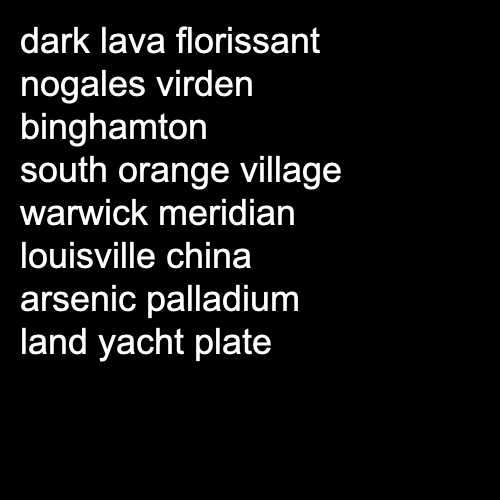 dark lava florissant
nogales virden
binghamton
south orange village
warwick meridian
louisville china
arsenic palladium
land yacht plate